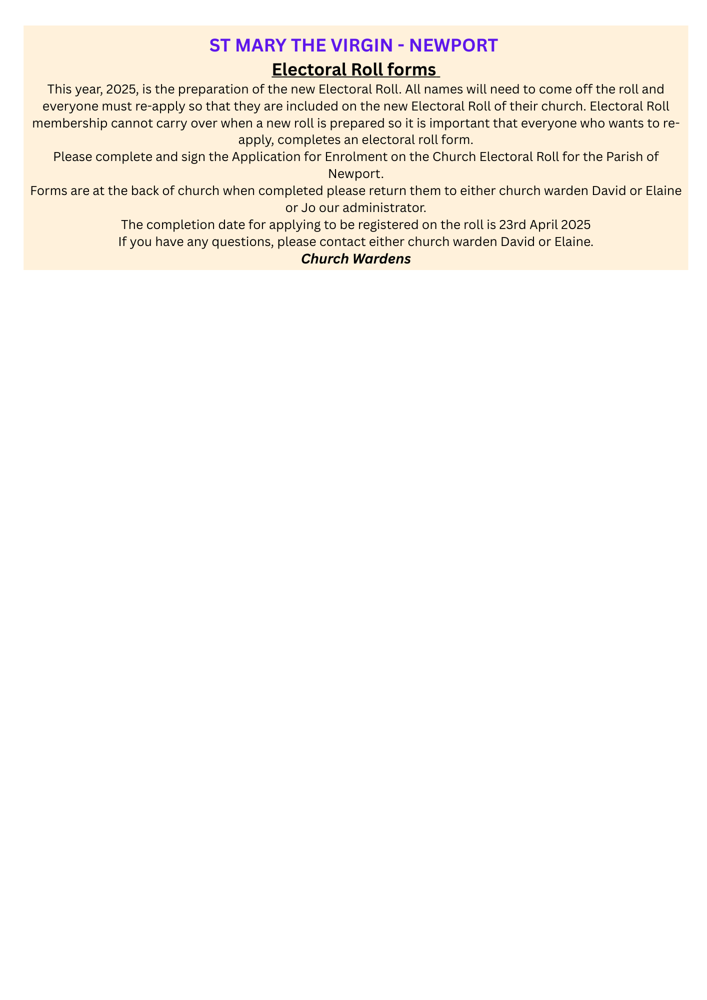 ST MARY THE VIRGIN - NEWPORT
Electoral Roll forms
This year, 2025, is the preparation of the new Electoral Roll. All names will need to come off the roll and
everyone must re-apply so that they are included on the new Electoral Roll of their church. Electoral Roll
membership cannot carry over when a new roll is prepared so it is important that everyone who wants to re-
apply, completes an electoral roll form.
Please complete and sign the Application for Enrolment on the Church Electoral Roll for the Parish of
Newport.
Forms are at the back of church when completed please return them to either church warden David or Elaine
or Jo our administrator.
The completion date for applying to be registered on the roll is 23rd April 2025
If you have any questions, please contact either church warden David or Elaine.
Church Wardens